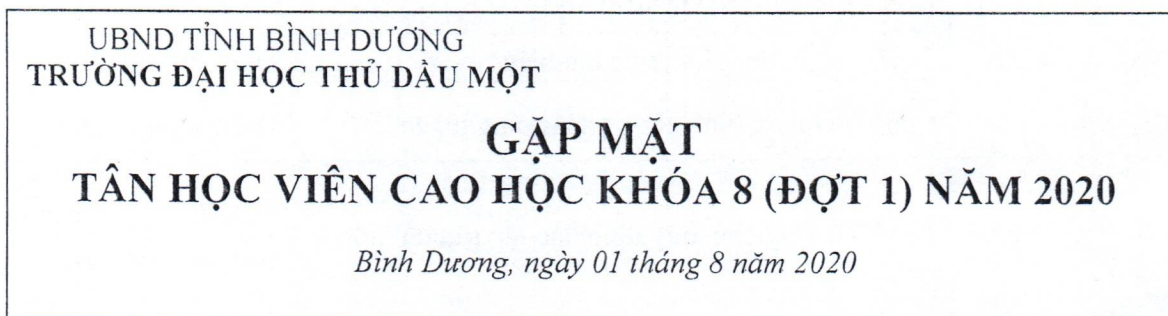 UBND TỈNH BÌNH DƯƠNG
TRƯỜNG ĐẠI HỌC THỦ DẦU MỘT
GẶP MẶT
TÂN HỌC VIÊN CAO HỌC KHÓA 8 (ĐỢT 1) NĂM 2020
Bình Dương, ngày 01 tháng 8 năm 2020